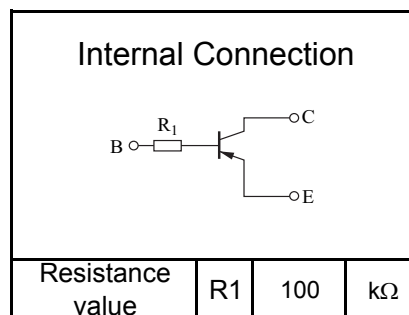 Internal Connection
C
R1
B
E
Resistance value R1 100 kΩ